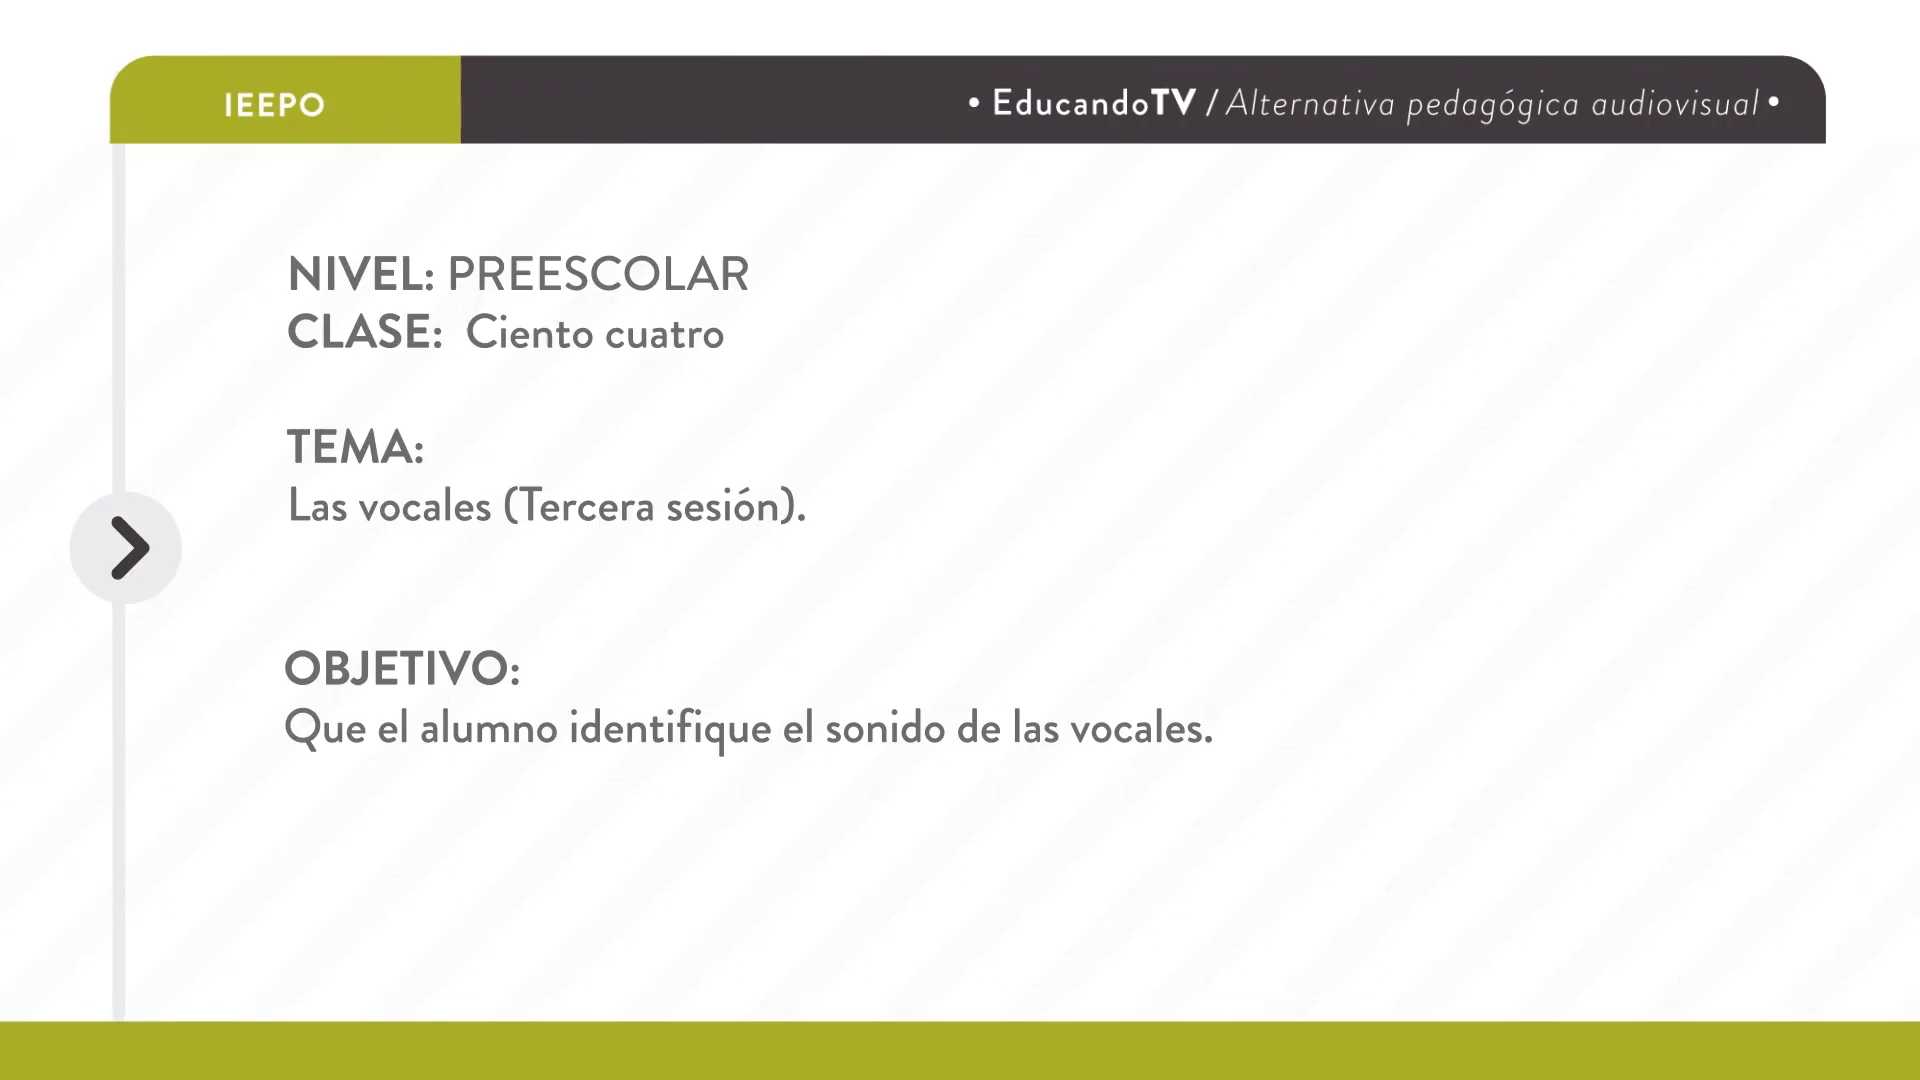 IEEPO
• EducandoTV / Alternativa pedagógica audiovisual •
NIVEL: PREESCOLAR
CLASE: Ciento cuatro
TEMA:
Las vocales (Tercera sesión).
OBJETIVO:
Que el alumno identifique el sonido de las vocales.